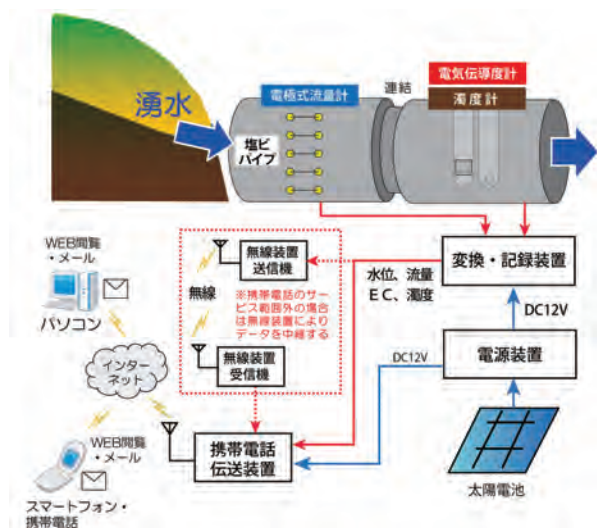 湧水
塩ビ
パイプ
電極式流量計
連結
電気伝導度計
濁度計
WEB閲覧
・メール
パソコン
インター
ネット
WEB閲覧
・メール
スマートフォン・
携帯電話
無線装置
送信機
無線
※携帯電話のサー
ビス範囲外の場合
は無線装置により
データを中継する
無線装置
受信機
水位、流量
EC、濁度
変換・記録装置
DC12V
電源装置
DC12V
携帯電話
伝送装置
太陽電池